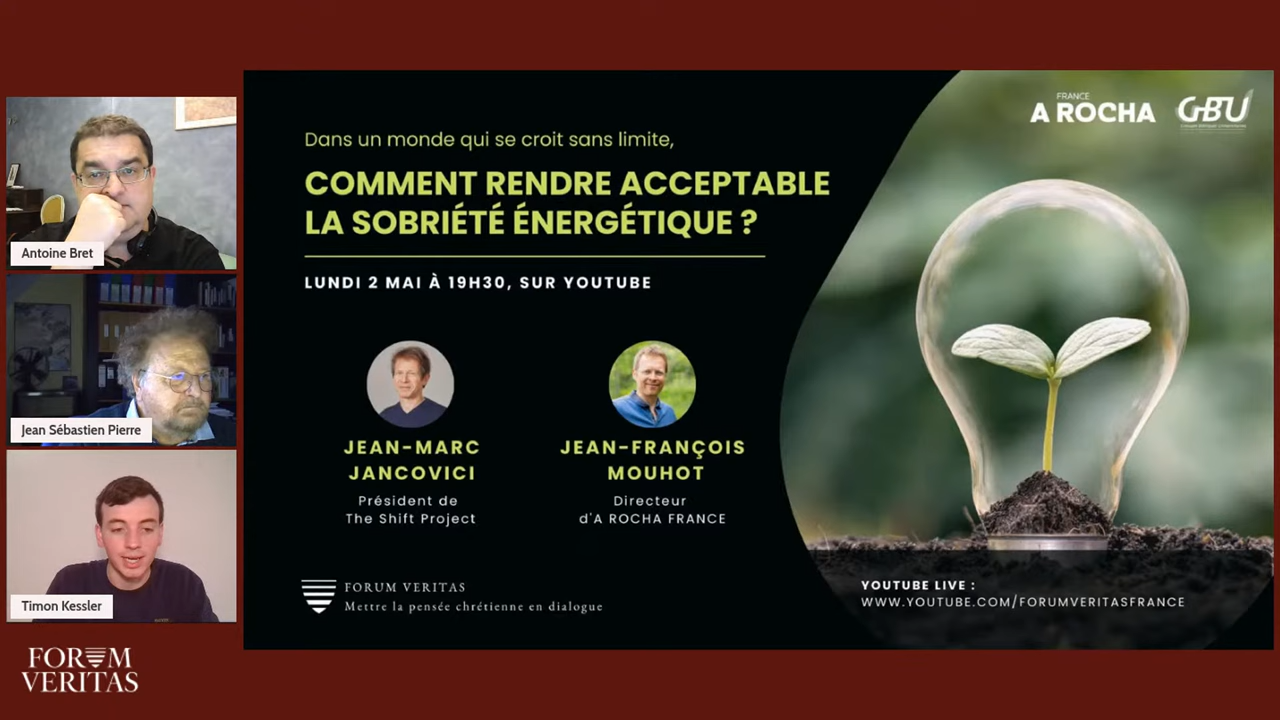 Antoine Bret
Jean Sébastien Pierre
Timon Kessler
FORUM
VERITAS
Dans un monde qui se croit sans limite,
COMMENT RENDRE ACCEPTABLE
LA SOBRIÉTÉ ÉNERGÉTIQUE ?
LUNDI 2 MAI À 19H30, SUR YOUTUBE
JEAN-MARC
JANCOVICI
Président de
The Shift Project
JEAN-FRANÇOIS
MOUHOT
Directeur
d'A ROCHA FRANCE
FORUM VERITAS
Mettre la pensée chrétienne en dialogue
FRANCE
A ROCHA
GBU
YOUTUBE LIVE :
WWW.YOUTUBE.COM/FORUMVERITASFRANCE